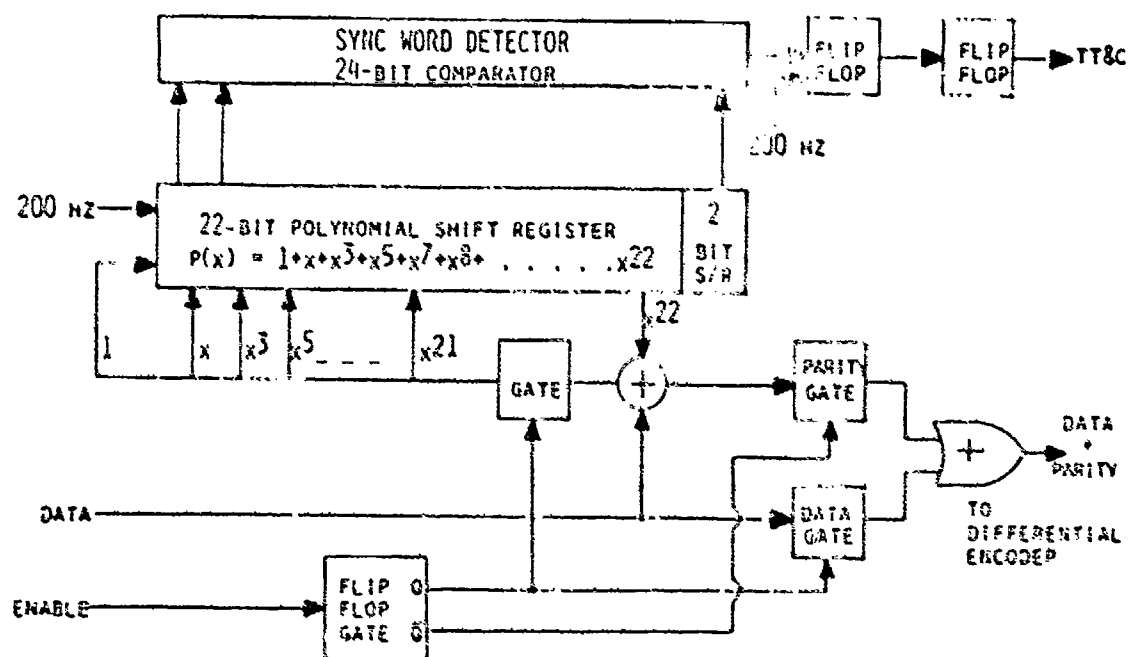 SYNC WORD DETECTOR
24-BIT COMPARATOR
FLIP
FLOP
FLIP
FLOP
TT&C
200 HZ
200 HZ
22-BIT POLYNOMIAL SHIFT REGISTER
P(x) = 1+x+x3+x5+x7+x8+ . . . . . x22
2
BIT
S/R
1
x
x3
x5 _ _ _
x21
x22
GATE
+
PARITY
GATE
+
DATA
+
PARITY
DATA
DATA
GATE
TO
DIFFERENTIAL
ENCODER
ENABLE
FLIP Q
FLOP
GATE Q̄